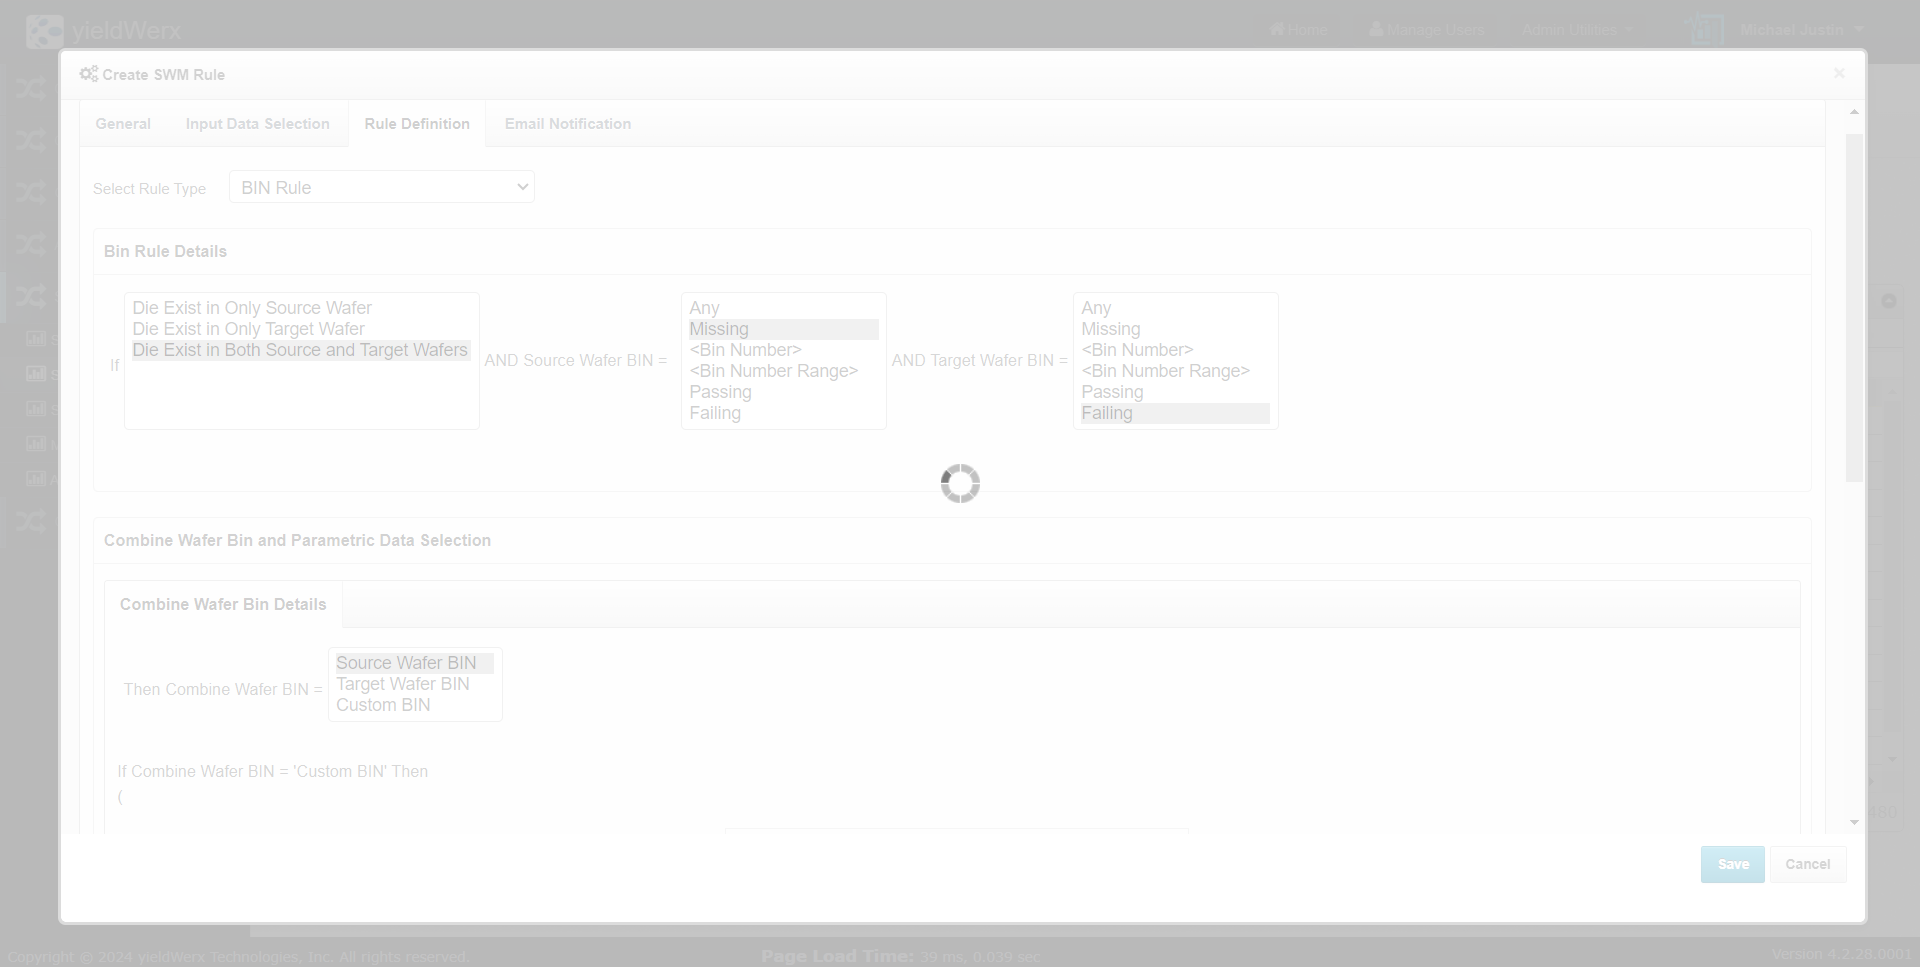 yieldWerx
Home
Manage Users
Admin Utilities
Michael Justin
Create SWM Rule
×
General
Input Data Selection
Rule Definition
Email Notification
Select Rule Type
BIN Rule
Bin Rule Details
If
Die Exist in Only Source Wafer
Die Exist in Only Target Wafer
Die Exist in Both Source and Target Wafers
AND Source Wafer BIN =
Any
Missing
<Bin Number>
<Bin Number Range>
Passing
Failing
AND Target Wafer BIN =
Any
Missing
<Bin Number>
<Bin Number Range>
Passing
Failing
Combine Wafer Bin and Parametric Data Selection
Combine Wafer Bin Details
Then Combine Wafer BIN =
Source Wafer BIN
Target Wafer BIN
Custom BIN
If Combine Wafer BIN = 'Custom BIN' Then
(
Save
Cancel
Copyright © 2024 yieldWerx Technologies, Inc. All rights reserved.
Page Load Time: 39 ms, 0.039 sec
Version 4.2.28.0001